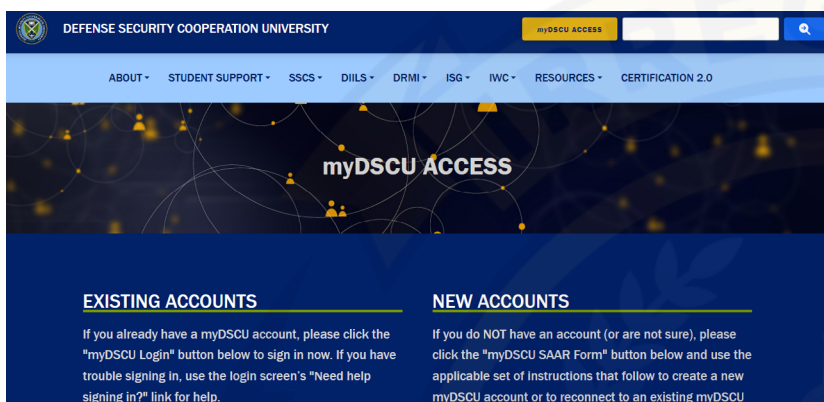 DEFENSE SECURITY COOPERATION UNIVERSITY
myDSCU ACCESS
ABOUT STUDENT SUPPORT SSCS DIILS DRMI ISG IWC RESOURCES CERTIFICATION 2.0
myDSCU ACCESS
EXISTING ACCOUNTS
If you already have a myDSCU account, please click the
"myDSCU Login" button below to sign in now. If you have
trouble signing in, use the login screen's "Need help
signing in?" link for help.
NEW ACCOUNTS
If you do NOT have an account (or are not sure), please
click the "myDSCU SAAR Form" button below and use the
applicable set of instructions that follow to create a new
myDSCU account or to reconnect to an existing myDSCU